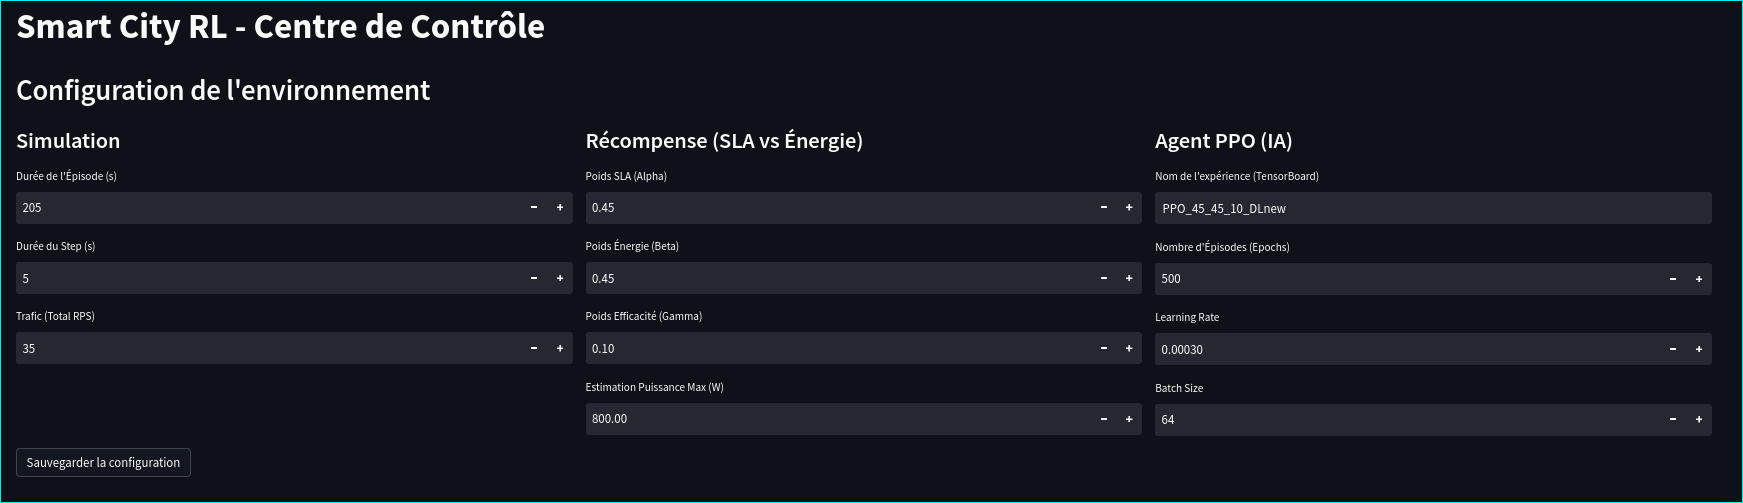 Smart City RL - Centre de Contrôle
Configuration de l'environnement
Simulation
Durée de l'Épisode (s)
205
Durée du Step (s)
5
Trafic (Total RPS)
35
Récompense (SLA vs Énergie)
Poids SLA (Alpha)
0.45
Poids Énergie (Beta)
0.45
Poids Efficacité (Gamma)
0.10
Estimation Puissance Max (W)
800.00
Agent PPO (IA)
Nom de l'expérience (TensorBoard)
PPO_45_45_10_DLnew
Nombre d'Épisodes (Epochs)
500
Learning Rate
0.00030
Batch Size
64
Sauvegarder la configuration